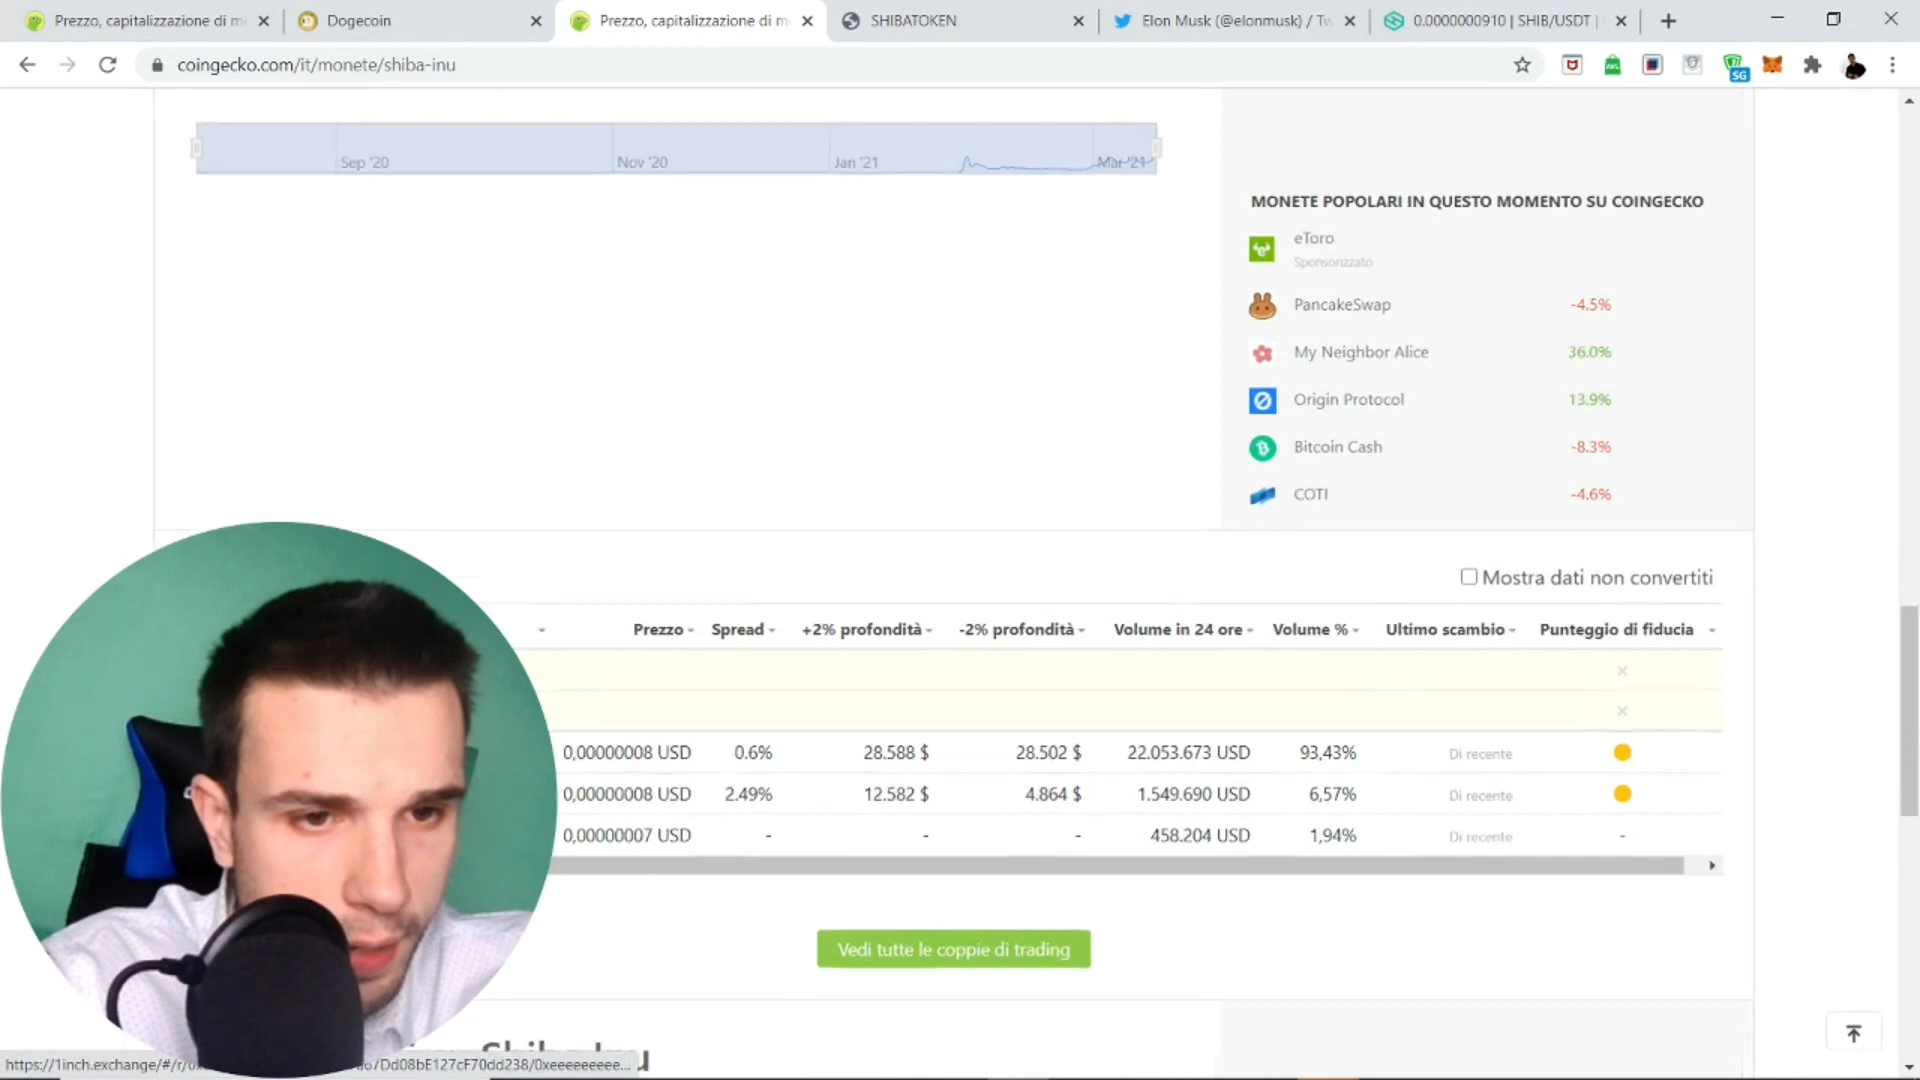 Prezzo, capitalizzazione di m
Dogecoin
Prezzo, capitalizzazione di m
SHIBATOKEN
Elon Musk (@elonmusk) / Tw
0.0000000910 | SHIB/USDT |
coingecko.com/it/monete/shiba-inu
SG
Sep '20
Nov '20
Jan '21
Mar '21
MONETE POPOLARI IN QUESTO MOMENTO SU COINGECKO
eToro
Sponsorizzato
PancakeSwap -4.5%
My Neighbor Alice 36.0%
Origin Protocol 13.9%
Bitcoin Cash -8.3%
COTI -4.6%
Mostra dati non convertiti
Prezzo Spread +2% profondità -2% profondità Volume in 24 ore Volume % Ultimo scambio Punteggio di fiducia
0,00000008 USD 0.6% 28.588 $ 28.502 $ 22.053.673 USD 93,43% Di recente
0,00000008 USD 2.49% 12.582 $ 4.864 $ 1.549.690 USD 6,57% Di recente
0,00000007 USD - - - 458.204 USD 1,94% Di recente -
Vedi tutte le coppie di trading
https://1inch.exchange/#/r/
Dd08bE127cF70dd238/0xeeeeeeeeee...